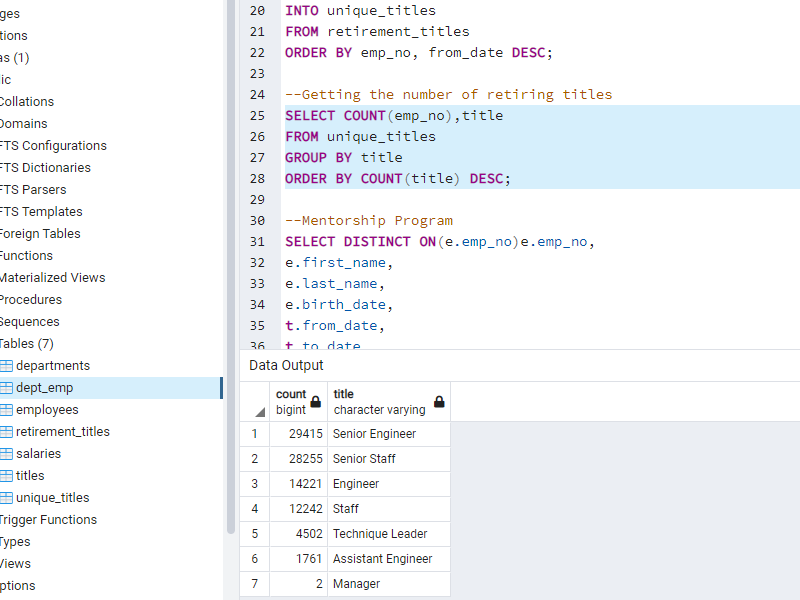 ges
tions
as (1)
lic
Collations
Domains
FTS Configurations
FTS Dictionaries
FTS Parsers
FTS Templates
Foreign Tables
Functions
Materialized Views
Procedures
Sequences
Tables (7)
departments
dept_emp
employees
retirement_titles
salaries
titles
unique_titles
Trigger Functions
Types
Views
ptions
20 INTO unique_titles
21 FROM retirement_titles
22 ORDER BY emp_no, from_date DESC;
23
24 --Getting the number of retiring titles
25 SELECT COUNT(emp_no),title
26 FROM unique_titles
27 GROUP BY title
28 ORDER BY COUNT(title) DESC;
29
30 --Mentorship Program
31 SELECT DISTINCT ON(e.emp_no)e.emp_no,
32 e.first_name,
33 e.last_name,
34 e.birth_date,
35 t.from_date,
36 t.to_date
Data Output
count title
bigint character varying
1 29415 Senior Engineer
2 28255 Senior Staff
3 14221 Engineer
4 12242 Staff
5 4502 Technique Leader
6 1761 Assistant Engineer
7 2 Manager